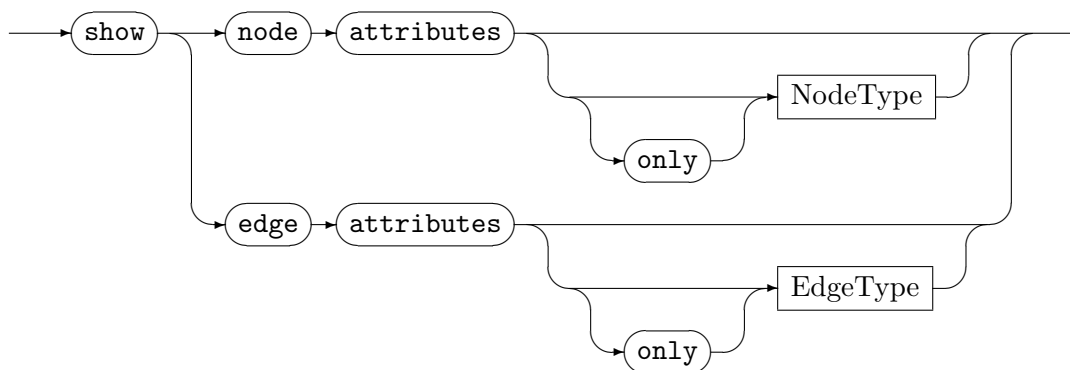 show node attributes
NodeType
only
edge attributes
EdgeType
only